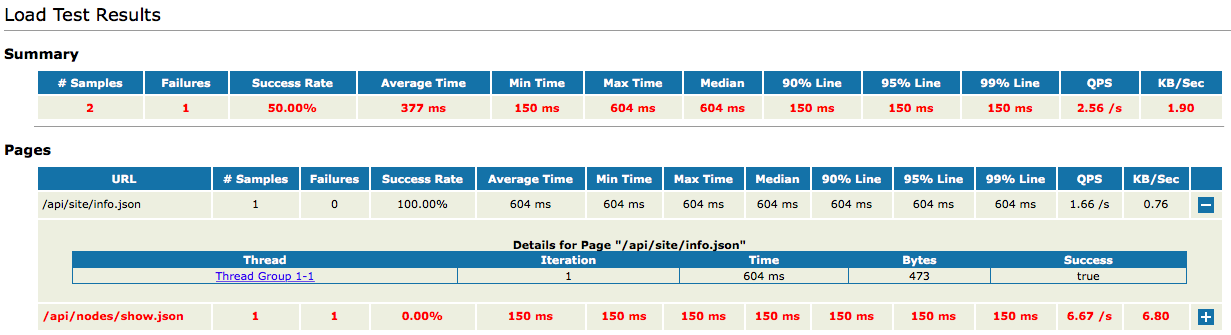 Load Test Results
Summary
# Samples Failures Success Rate Average Time Min Time Max Time Median 90% Line 95% Line 99% Line QPS KB/Sec
2 1 50.00% 377 ms 150 ms 604 ms 604 ms 150 ms 150 ms 150 ms 2.56 /s 1.90
Pages
URL # Samples Failures Success Rate Average Time Min Time Max Time Median 90% Line 95% Line 99% Line QPS KB/Sec
/api/site/info.json 1 0 100.00% 604 ms 604 ms 604 ms 604 ms 604 ms 604 ms 604 ms 1.66 /s 0.76
Details for Page "/api/site/info.json"
Thread Iteration Time Bytes Success
Thread Group 1-1 1 604 ms 473 true
/api/nodes/show.json 1 1 0.00% 150 ms 150 ms 150 ms 150 ms 150 ms 150 ms 150 ms 6.67 /s 6.80